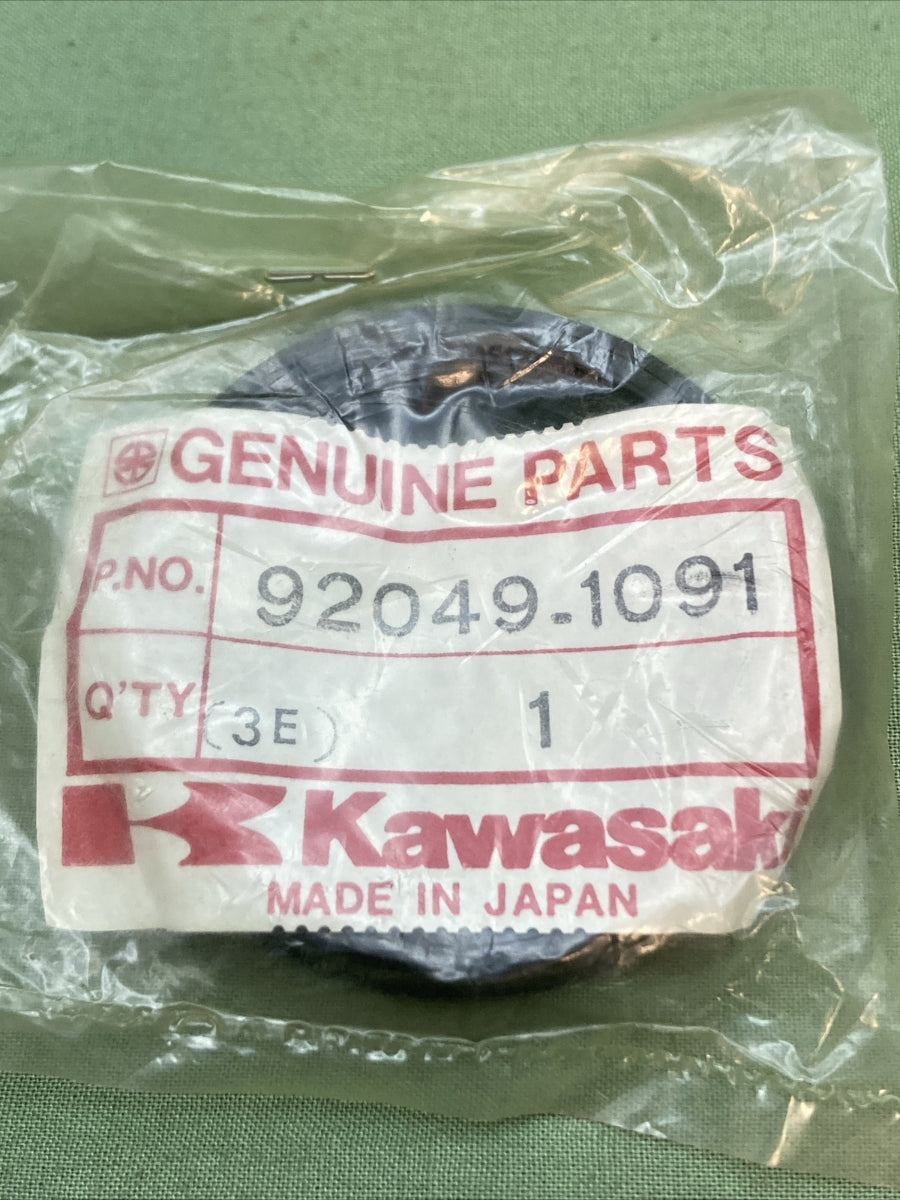 GENUINE PARTS
P.NO. 92049-1091
Q'TY (3E) 1
Kawasaki
MADE IN JAPAN